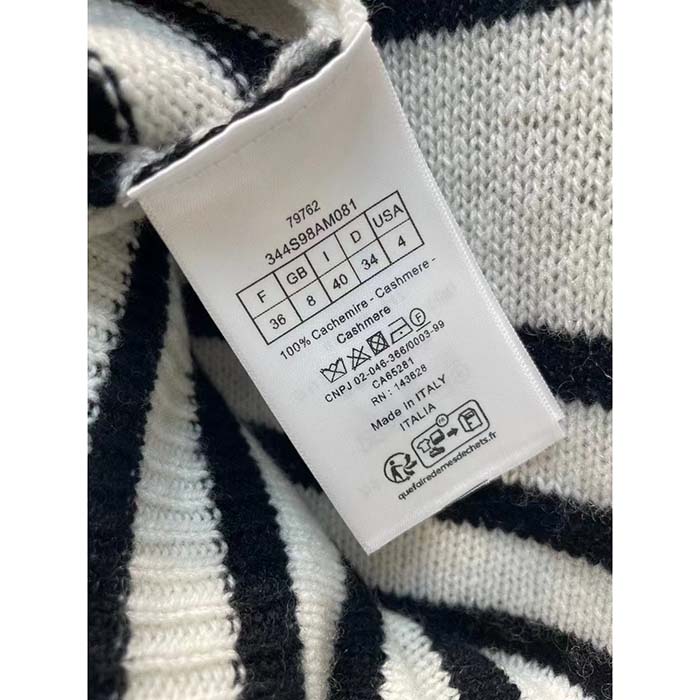 79762
344S98AM081
F GB I D USA
36 8 40 34 4
100% Cachemire - Cashmere -
Cashmere
F
CNPJ 02-046-366/0003-99
CA65281
RN : 143628
Made in ITALY
ITALIA
FR
quefairedemesdechets.fr